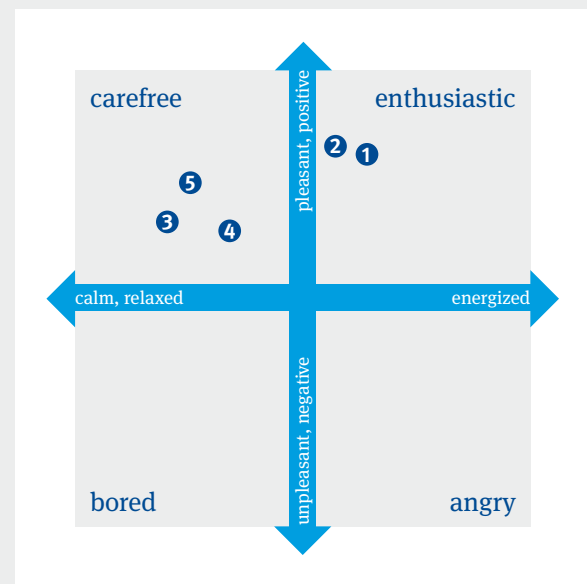 carefree
enthusiastic
pleasant, positive
2
1
5
3
4
calm, relaxed
energized
unpleasant, negative
bored
angry